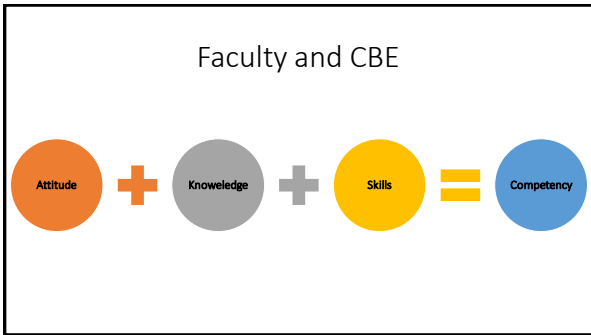 Faculty and CBE
Attitude
Knoweledge
Skills
Competency